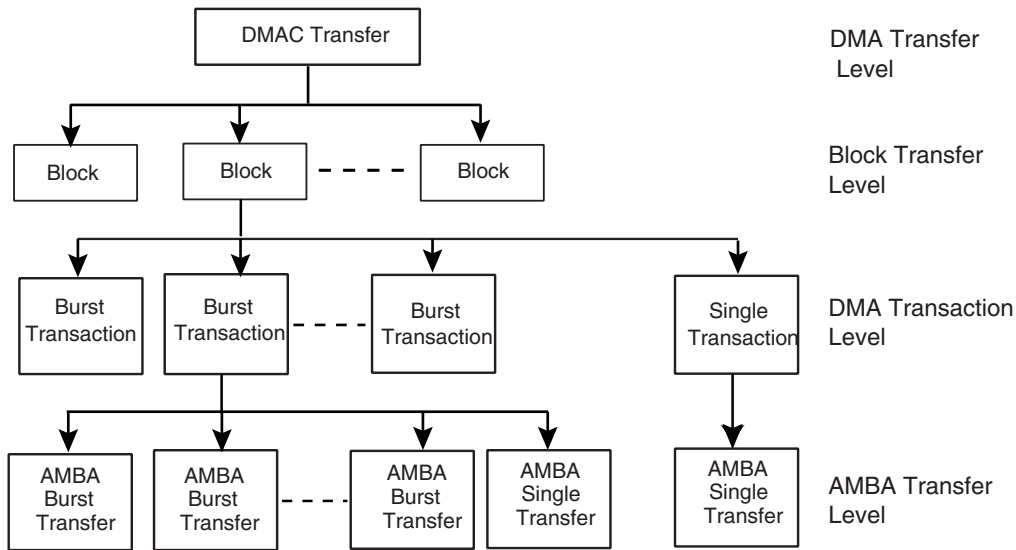 DMAC Transfer
DMA Transfer
Level
Block
Block
Block
Block Transfer
Level
Burst
Transaction
Burst
Transaction
Burst
Transaction
Single
Transaction
DMA Transaction
Level
AMBA
Burst
Transfer
AMBA
Burst
Transfer
AMBA
Burst
Transfer
AMBA
Single
Transfer
AMBA
Single
Transfer
AMBA Transfer
Level